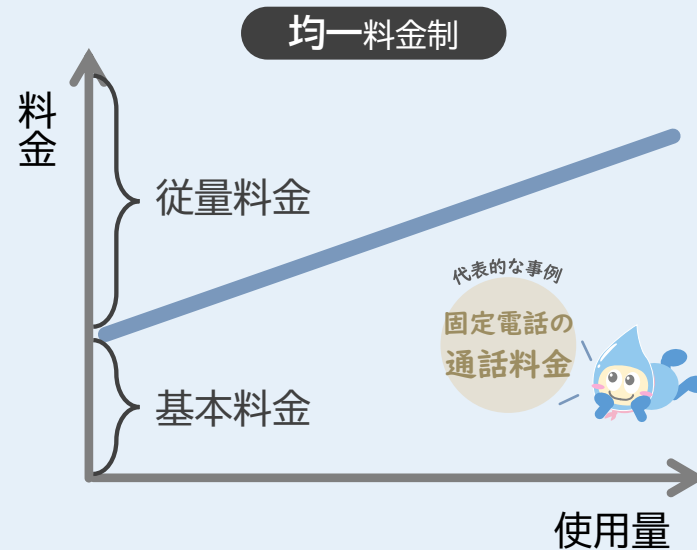 均一料金制
料金
従量料金
代表的な事例
固定電話の
通話料金
基本料金
使用量